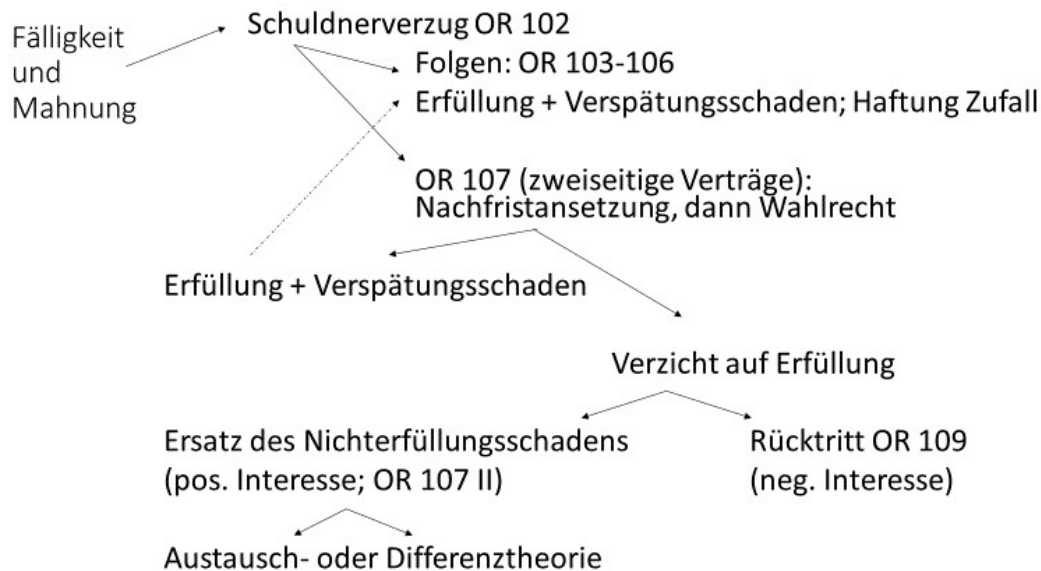 Fälligkeit
und
Mahnung
Schuldnerverzug OR 102
Folgen: OR 103-106
Erfüllung + Verspätungsschaden; Haftung Zufall
OR 107 (zweiseitige Verträge):
Nachfristansetzung, dann Wahlrecht
Erfüllung + Verspätungsschaden
Verzicht auf Erfüllung
Ersatz des Nichterfüllungsschadens
(pos. Interesse; OR 107 II)
Rücktritt OR 109
(neg. Interesse)
Austausch- oder Differenztheorie